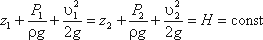 z₁ + P₁/ρg + υ₁²/2g = z₂ + P₂/ρg + υ₂²/2g = H = const